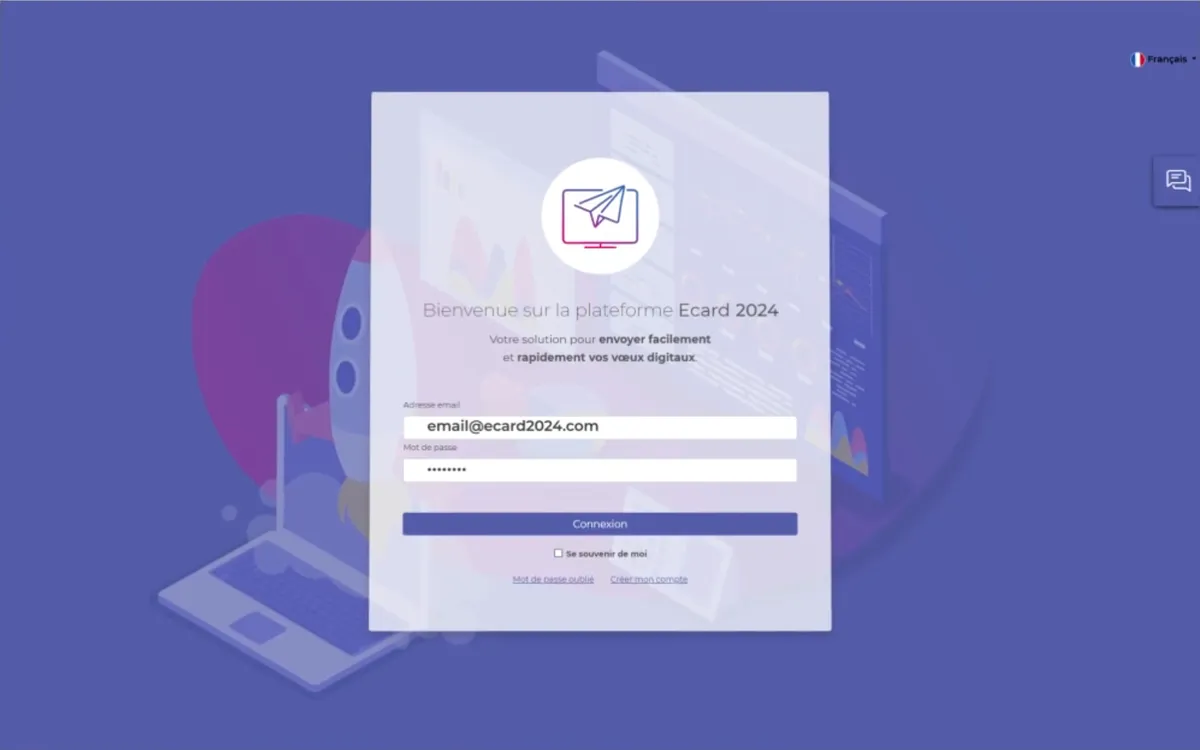 Français
Bienvenue sur la plateforme Ecard 2024
Votre solution pour envoyer facilement
et rapidement vos vœux digitaux.
Adresse email
email@ecard2024.com
Mot de passe
••••••••
Connexion
Se souvenir de moi
Mot de passe oublié Créer mon compte